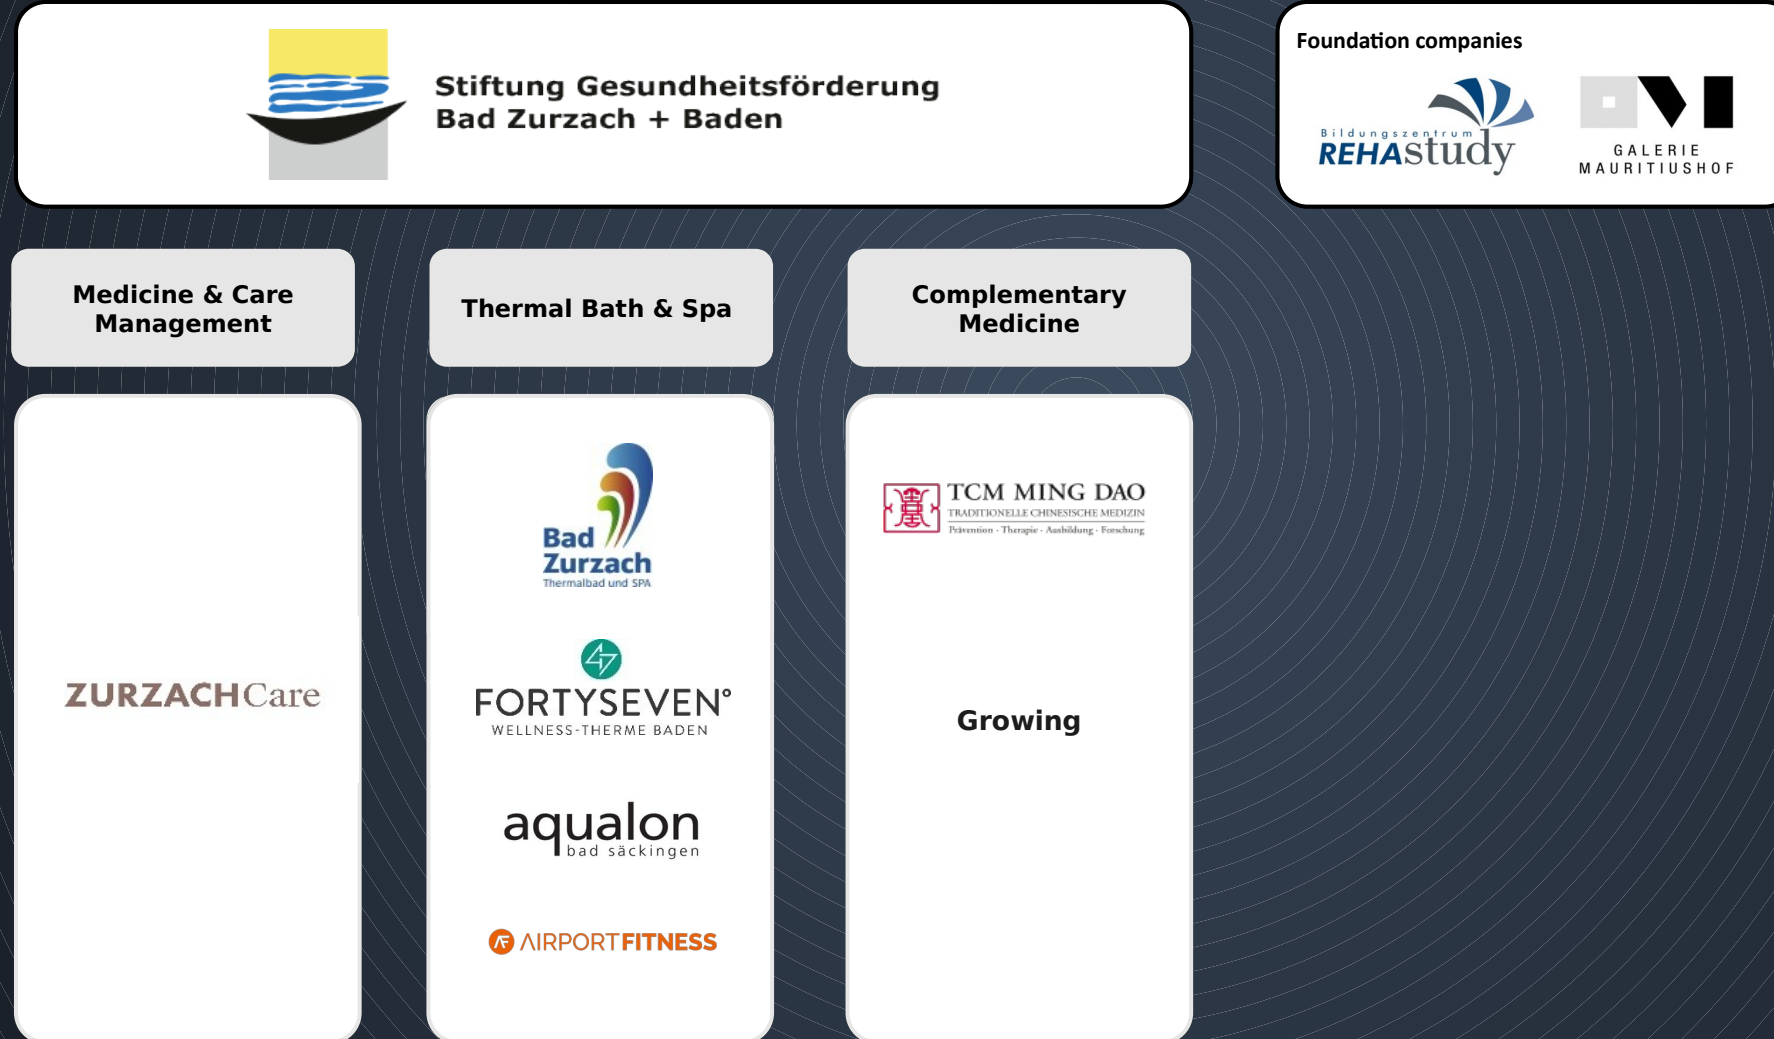 Stiftung Gesundheitsförderung
Bad Zurzach + Baden
Foundation companies
Bildungszentrum
REHAstudy
GALERIE
MAURITIUSHOF
Medicine & Care
Management
Thermal Bath & Spa
Complementary
Medicine
ZURZACHCare
Bad
Zurzach
Thermalbad und SPA
47
FORTYSEVEN°
WELLNESS-THERME BADEN
aqualon
bad säckingen
AF AIRPORTFITNESS
TCM MING DAO
TRADITIONELLE CHINESISCHE MEDIZIN
Prävention - Therapie - Ausbildung - Forschung
Growing